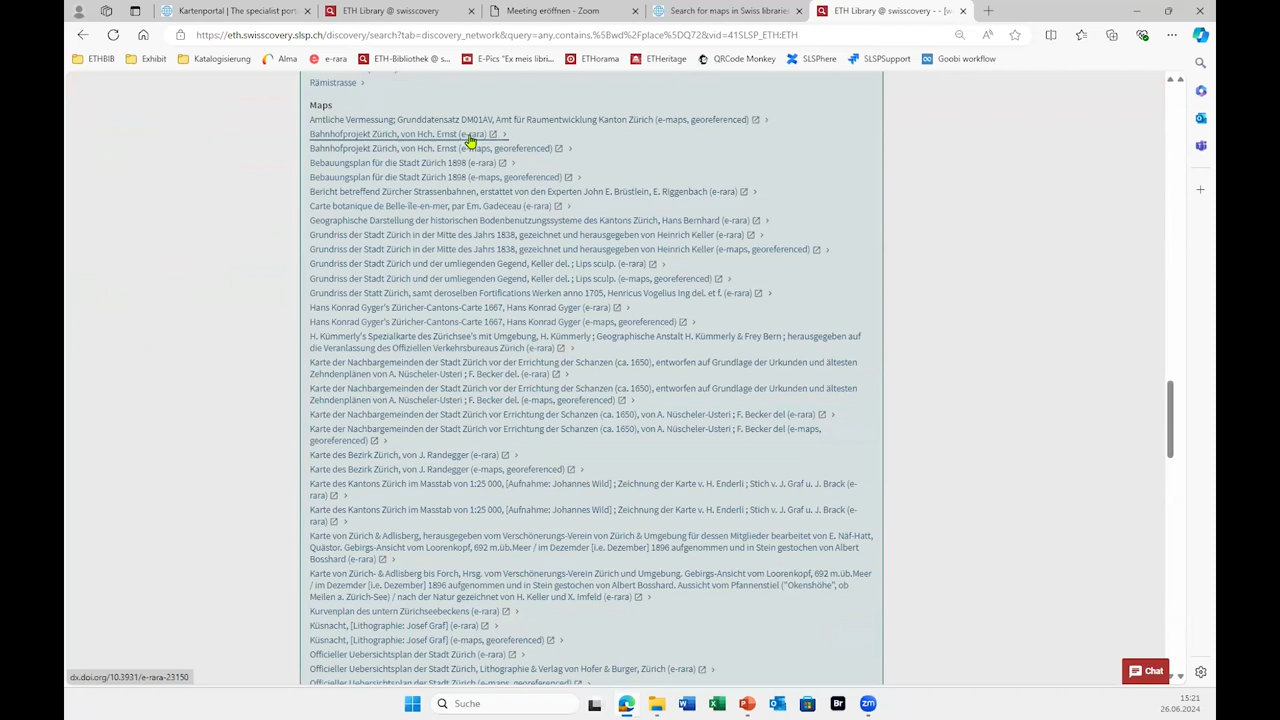 Kartenportal | The specialist por
ETH Library @ swisscovery
Meeting eröffnen - Zoom
Search for maps in Swiss libraries
ETH Library @ swisscovery - - [w
https://eth.swisscovery.slsp.ch/discovery/search?tab=discovery_network&query=any.contains.%5Bwd%2Fplace%5DQ72&vid=41SLSP_ETH:ETH
ETHBIB
Exhibit
Katalogisierung
Alma
e-rara
ETH-Bibliothek @ s...
E-Pics "Ex meis libri...
ETHorama
ETHeritage
QRCode Monkey
SLSPhere
SLSPSupport
Goobi workflow
Rämistrasse
Maps
Amtliche Vermessung; Grunddatensatz DM01AV, Amt für Raumentwicklung Kanton Zürich (e-maps, georeferenced)
Bahnhofprojekt Zürich, von Hch. Ernst (e-rara)
Bahnhofprojekt Zürich, von Hch. Ernst (e-maps, georeferenced)
Bebauungsplan für die Stadt Zürich 1898 (e-rara)
Bebauungsplan für die Stadt Zürich 1898 (e-maps, georeferenced)
Bericht betreffend Zürcher Strassenbahnen, erstattet von den Experten John E. Brüstlein, E. Riggenbach (e-rara)
Carte botanique de Belle-île-en-mer, par Em. Gadeceau (e-rara)
Geographische Darstellung der historischen Bodenbenutzungssysteme des Kantons Zürich, Hans Bernhard (e-rara)
Grundriss der Stadt Zürich in der Mitte des Jahrs 1838, gezeichnet und herausgegeben von Heinrich Keller (e-rara)
Grundriss der Stadt Zürich in der Mitte des Jahrs 1838, gezeichnet und herausgegeben von Heinrich Keller (e-maps, georeferenced)
Grundriss der Stadt Zürich und der umliegenden Gegend, Keller del. ; Lips sculp. (e-rara)
Grundriss der Stadt Zürich und der umliegenden Gegend, Keller del. ; Lips sculp. (e-maps, georeferenced)
Grundriss der Statt Zürich, samt deroselben Fortifications Werken anno 1705, Henricus Vogelius Ing del. et f. (e-rara)
Hans Konrad Gyger's Züricher-Cantons-Carte 1667, Hans Konrad Gyger (e-rara)
Hans Konrad Gyger's Züricher-Cantons-Carte 1667, Hans Konrad Gyger (e-maps, georeferenced)
H. Kümmerly's Spezialkarte des Zürichsee's mit Umgebung, H. Kümmerly ; Geographische Anstalt H. Kümmerly & Frey Bern ; herausgegeben auf
die Veranlassung des Offiziellen Verkehrsbureaus Zürich (e-rara)
Karte der Nachbargemeinden der Stadt Zürich vor der Errichtung der Schanzen (ca. 1650), entworfen auf Grundlage der Urkunden und ältesten
Zehndenplänen von A. Nüscheler-Usteri ; F. Becker del. (e-rara)
Karte der Nachbargemeinden der Stadt Zürich vor der Errichtung der Schanzen (ca. 1650), entworfen auf Grundlage der Urkunden und ältesten
Zehndenplänen von A. Nüscheler-Usteri ; F. Becker del. (e-maps, georeferenced)
Karte der Nachbargemeinden der Stadt Zürich vor Errichtung der Schanzen (ca. 1650), von A. Nüscheler-Usteri ; F. Becker del (e-rara)
Karte der Nachbargemeinden der Stadt Zürich vor Errichtung der Schanzen (ca. 1650), von A. Nüscheler-Usteri ; F. Becker del (e-maps,
georeferenced)
Karte des Bezirk Zürich, von J. Randegger (e-rara)
Karte des Bezirk Zürich, von J. Randegger (e-maps, georeferenced)
Karte des Kantons Zürich im Masstab von 1:25 000, [Aufnahme: Johannes Wild] ; Zeichnung der Karte v. H. Enderli ; Stich v. J. Graf u. J. Brack (e-
rara)
Karte des Kantons Zürich im Masstab von 1:25 000, [Aufnahme: Johannes Wild] ; Zeichnung der Karte v. H. Enderli ; Stich v. J. Graf u. J. Brack (e-
rara)
Karte von Zürich & Adlisberg, herausgegeben vom Verschönerungs-Verein von Zürich & Umgebung für dessen Mitglieder bearbeitet von E. Näf-Hatt,
Quästor. Gebirgs-Ansicht vom Loorenkopf, 692 m.üb.Meer / im Dezemder [i.e. Dezember] 1896 aufgenommen und in Stein gestochen von Albert
Bosshard (e-rara)
Karte von Zürich- & Adlisberg bis Forch, Hrsg. vom Verschönerungs-Verein Zürich und Umgebung. Gebirgs-Ansicht vom Loorenkopf, 692 m.üb.Meer
/ im Dezemder [i.e. Dezember] 1896 aufgenommen und in Stein gestochen von Albert Bosshard. Aussicht vom Pfannenstiel ("Okenshöhe", ob
Meilen a. Zürich-See) / nach der Natur gezeichnet von H. Keller und X. Imfeld (e-rara)
Kurvenplan des untern Zürichseebeckens (e-rara)
Küsnacht, [Lithographie: Josef Graf] (e-rara)
Küsnacht, [Lithographie: Josef Graf] (e-maps, georeferenced)
Officieller Uebersichtsplan der Stadt Zürich (e-rara)
Officieller Uebersichtsplan der Stadt Zürich, Lithographie & Verlag von Hofer & Burger, Zürich (e-rara)
Officieller Uebersichtsplan der Stadt Zürich (e-maps, georeferenced)
dx.doi.org/10.3931/e-rara-23150
Chat
Suche
Br
zm
15:21
26.06.2024